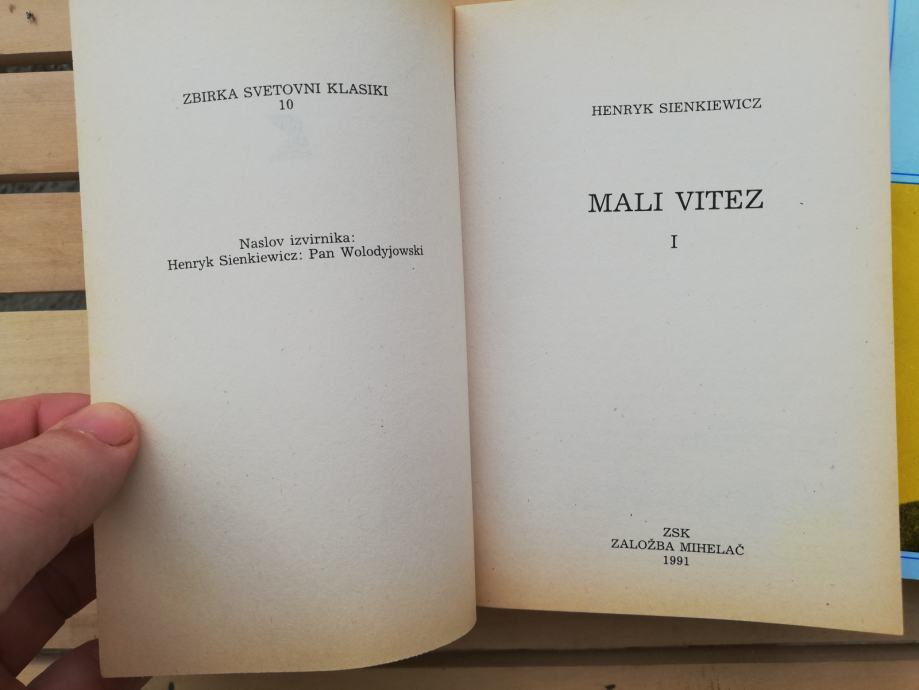 ZBIRKA SVETOVNI KLASIKI
10
Naslov izvirnika:
Henryk Sienkiewicz: Pan Wolodyjowski
HENRYK SIENKIEWICZ
MALI VITEZ
I
ZSK
ZALOŽBA MIHELAČ
1991